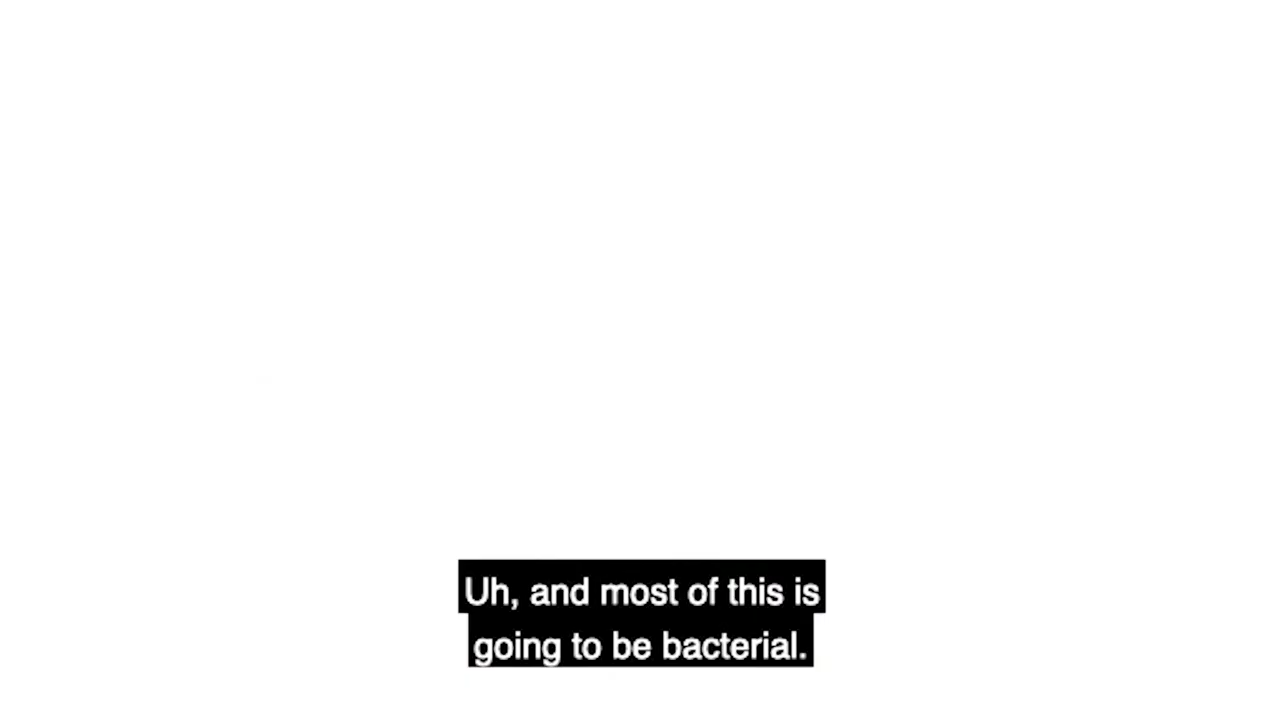 Uh, and most of this is
going to be bacterial.